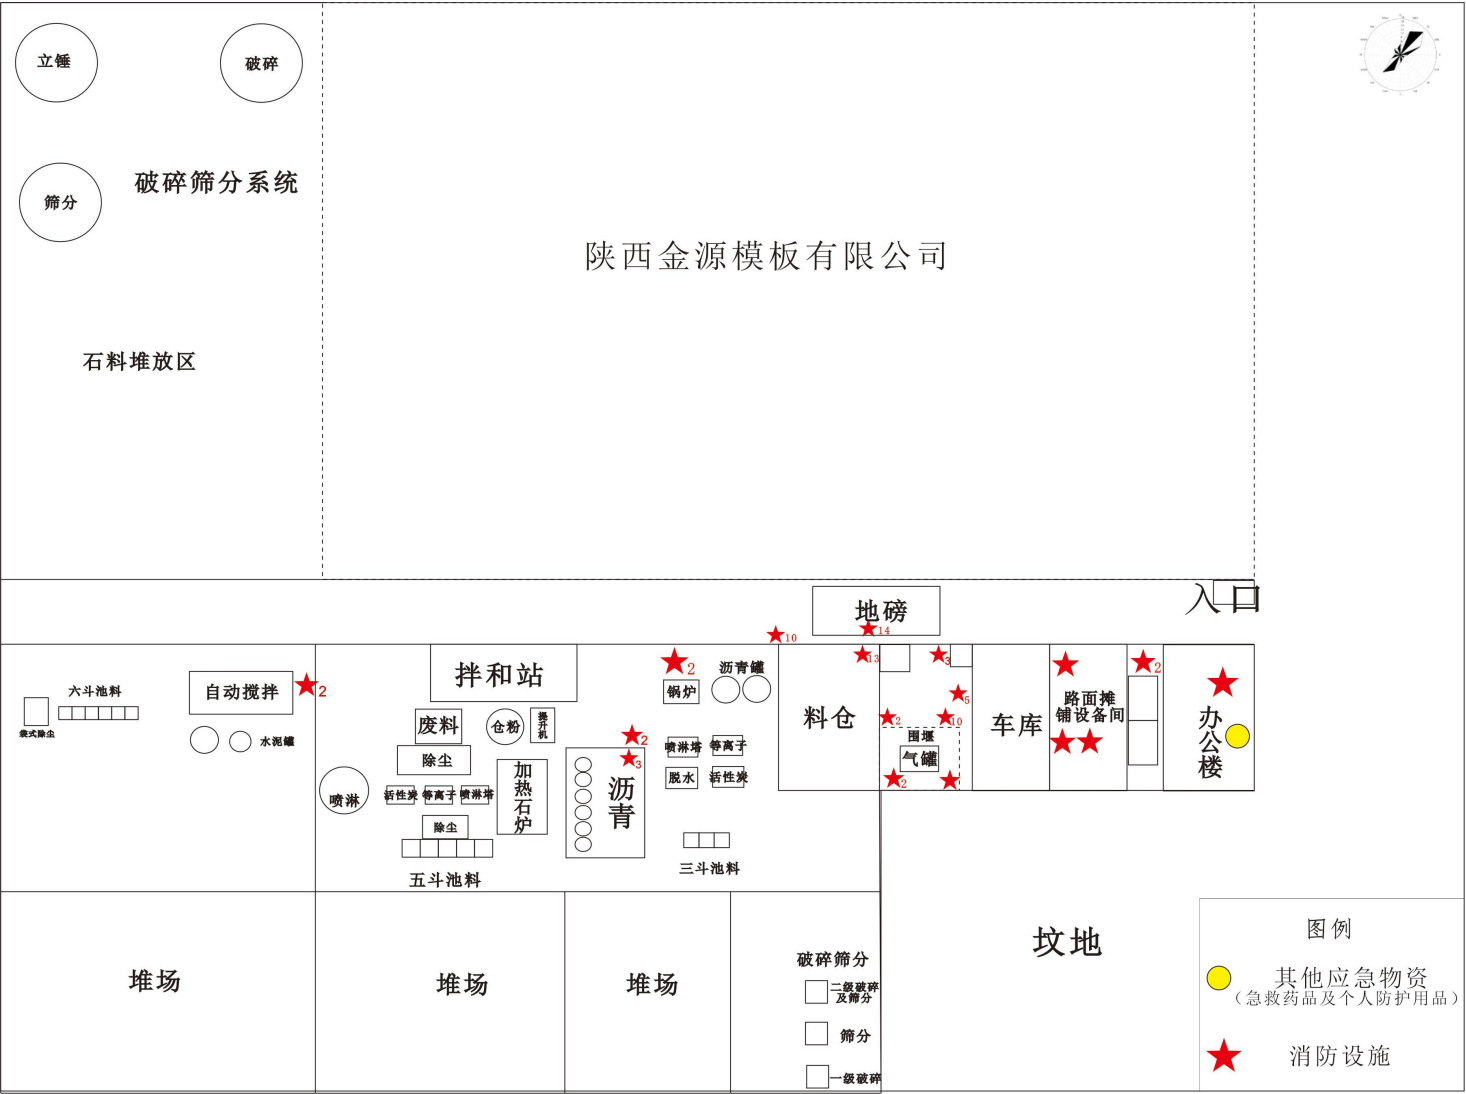 立锤
破碎
筛分
破碎筛分系统
陕西金源模板有限公司
石料堆放区
入口
地磅
14
10
13
3
六斗池料
袋式除尘
自动搅拌
2
水泥罐
拌和站
废料
仓粉
提升机
除尘
喷淋
活性炭
等离子
喷淋塔
除尘
加热石炉
五斗池料
2
3
沥青
2
锅炉
沥青罐
喷淋塔
等离子
脱水
活性炭
三斗池料
料仓
5
2
10
围堰
气罐
2
车库
路面摊
铺设备间
2
办公楼
堆场
堆场
堆场
破碎筛分
二级破碎
及筛分
筛分
一级破碎
坟地
图例
其他应急物资
（急救药品及个人防护用品）
消防设施